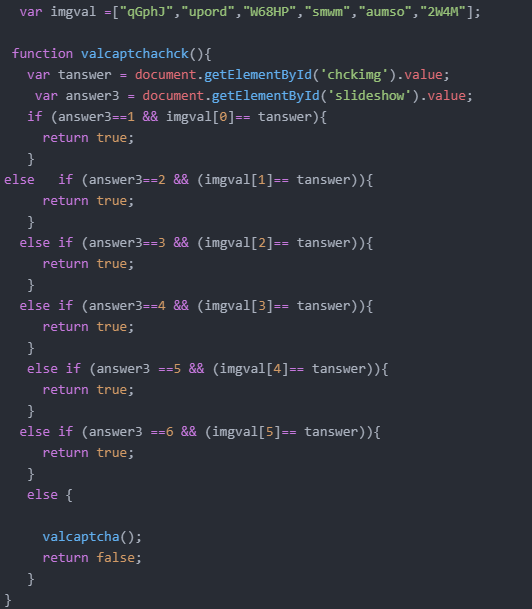 var imgval =["qGphJ","upord","W68HP","smwm","aumso","2W4M"];
function valcaptchachck(){
var tanswer = document.getElementById('chckimg').value;
var answer3 = document.getElementById('slideshow').value;
if (answer3==1 && imgval[0]== tanswer){
return true;
}
else   if (answer3==2 && (imgval[1]== tanswer)){
return true;
}
else if (answer3==3 && (imgval[2]== tanswer)){
return true;
}
else if (answer3==4 && (imgval[3]== tanswer)){
return true;
}
else if (answer3 ==5 && (imgval[4]== tanswer)){
return true;
}
else if (answer3 ==6 && (imgval[5]== tanswer)){
return true;
}
else {
valcaptcha();
return false;
}
}